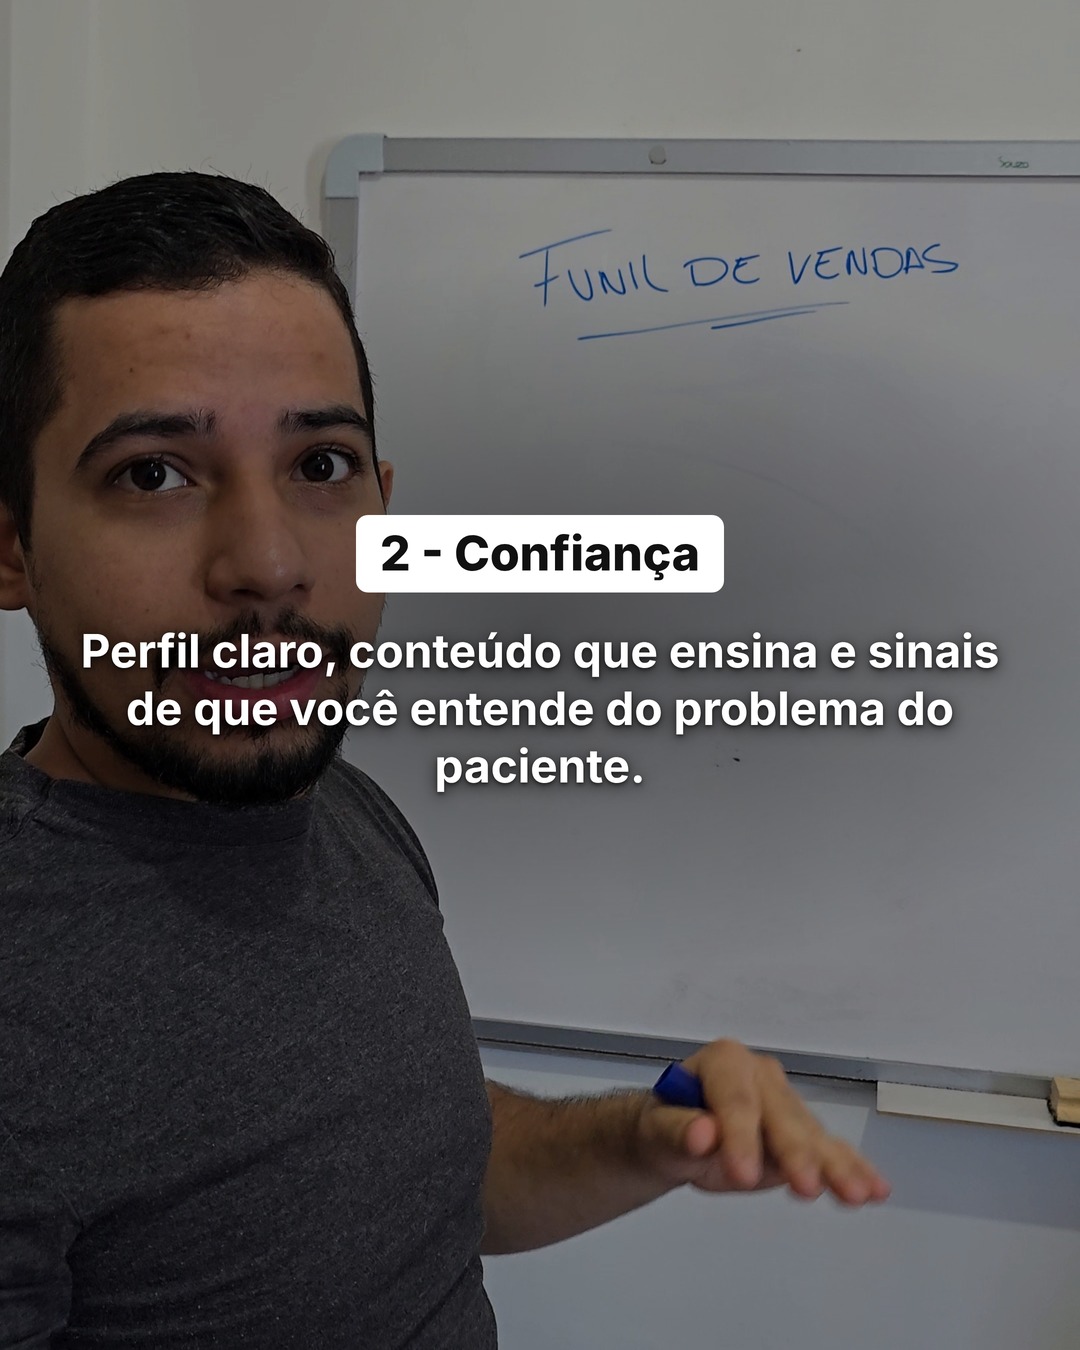 Souza
FUNIL DE VENDAS
2 - Confiança
Perfil claro, conteúdo que ensina e sinais
de que você entende do problema do
paciente.